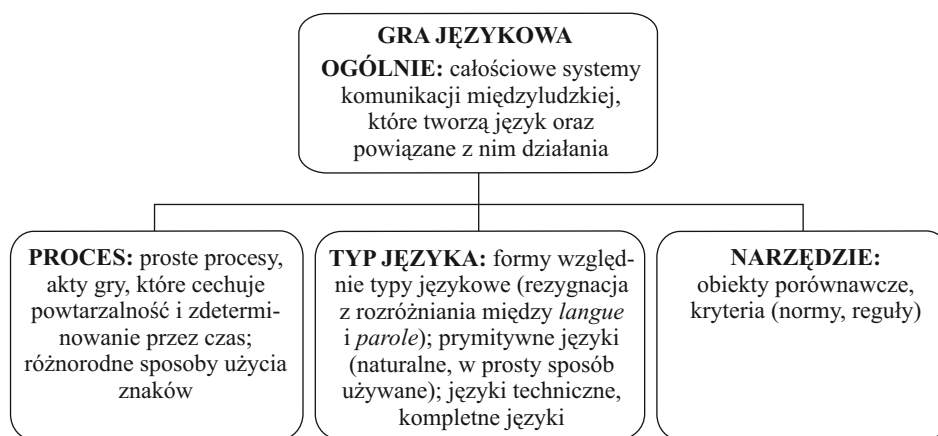 GRA JĘZYKOWA
OGÓLNIE: całościowe systemy
komunikacji międzyludzkiej,
które tworzą język oraz
powiązane z nim działania
PROCES: proste procesy,
akty gry, które cechuje
powtarzalność i zdetermi-
nowanie przez czas;
różnorodne sposoby użycia
znaków
TYP JĘZYKA: formy względ-
nie typy językowe (rezygnacja
z rozróżniania między langue
i parole); prymitywne języki
(naturalne, w prosty sposób
używane); języki techniczne,
kompletne języki
NARZĘDZIE:
obiekty porównawcze,
kryteria (normy, reguły)